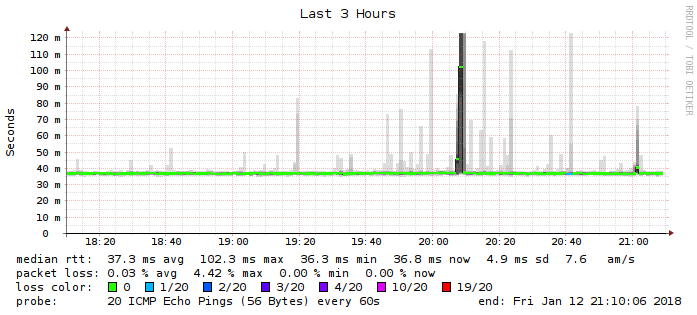 Last 3 Hours
RRDTOOL / TOBI OETIKER
Seconds
120 m
110 m
100 m
90 m
80 m
70 m
60 m
50 m
40 m
30 m
20 m
10 m
0
18:20 18:40 19:00 19:20 19:40 20:00 20:20 20:40 21:00
median rtt: 37.3 ms avg 102.3 ms max 36.3 ms min 36.8 ms now 4.9 ms sd 7.6 am/s
packet loss: 0.03 % avg 4.42 % max 0.00 % min 0.00 % now
loss color: 0 1/20 2/20 3/20 4/20 10/20 19/20
probe: 20 ICMP Echo Pings (56 Bytes) every 60s end: Fri Jan 12 21:10:06 2018